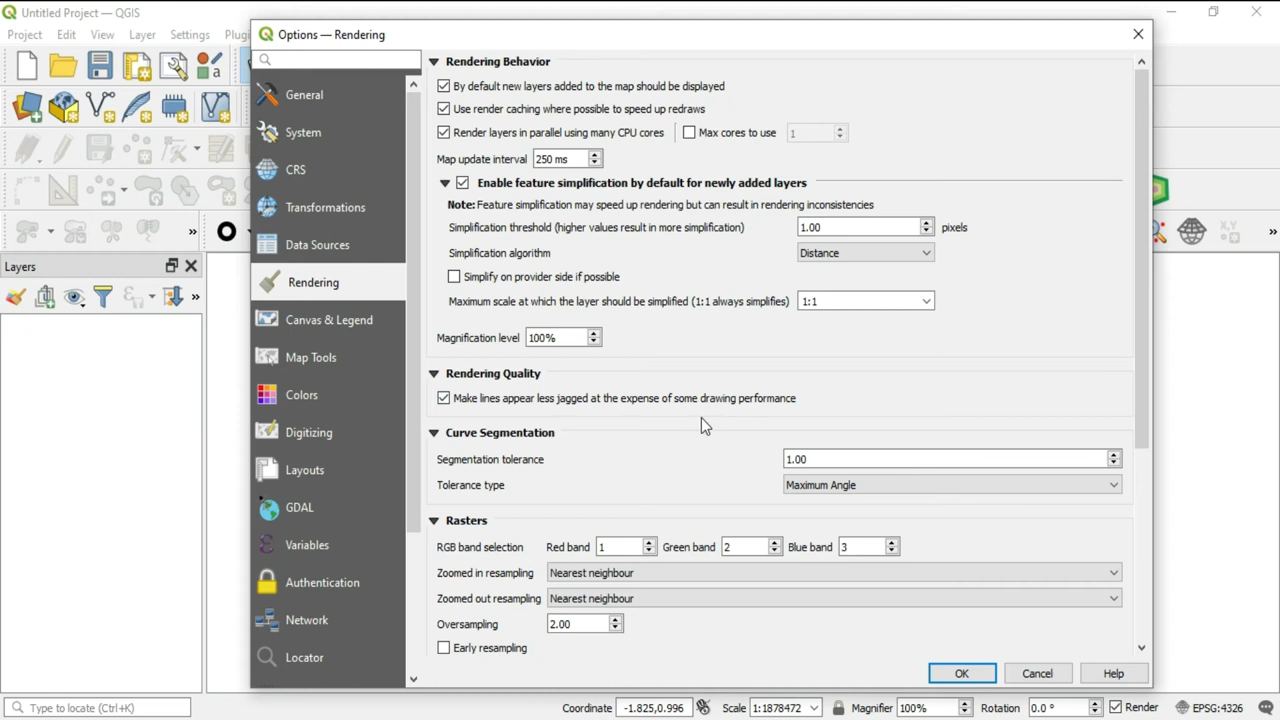 Untitled Project — QGIS
Project Edit View Layer Settings Plugi
Options — Rendering
General
System
CRS
Transformations
Data Sources
Rendering
Canvas & Legend
Map Tools
Colors
Digitizing
Layouts
GDAL
Variables
Authentication
Network
Locator
Rendering Behavior
By default new layers added to the map should be displayed
Use render caching where possible to speed up redraws
Render layers in parallel using many CPU cores Max cores to use 1
Map update interval 250 ms
Enable feature simplification by default for newly added layers
Note: Feature simplification may speed up rendering but can result in rendering inconsistencies
Simplification threshold (higher values result in more simplification) 1.00 pixels
Simplification algorithm Distance
Simplify on provider side if possible
Maximum scale at which the layer should be simplified (1:1 always simplifies) 1:1
Magnification level 100%
Rendering Quality
Make lines appear less jagged at the expense of some drawing performance
Curve Segmentation
Segmentation tolerance 1.00
Tolerance type Maximum Angle
Rasters
RGB band selection Red band 1 Green band 2 Blue band 3
Zoomed in resampling Nearest neighbour
Zoomed out resampling Nearest neighbour
Oversampling 2.00
Early resampling
OK Cancel Help
Layers
X,Y
Type to locate (Ctrl+K) Coordinate -1.825,0.996 Scale 1:1878472 Magnifier 100% Rotation 0.0 ° Render EPSG:4326